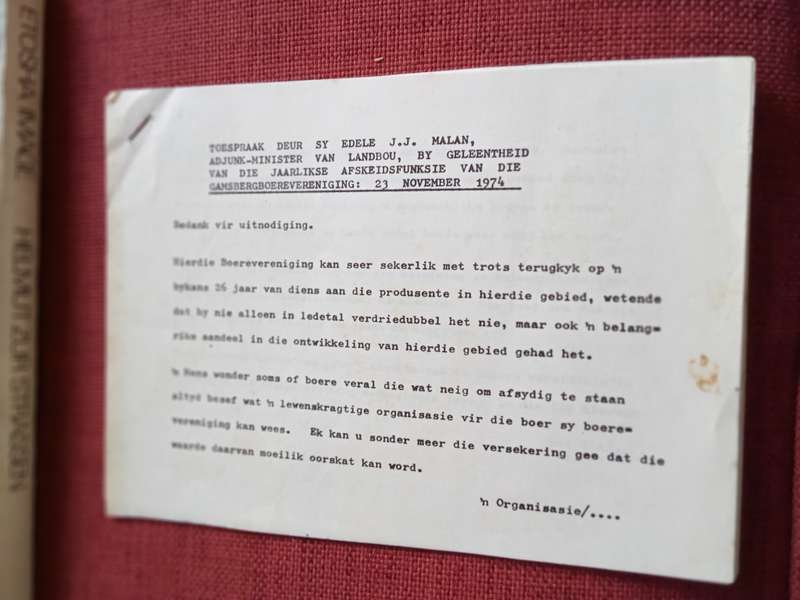 ETOSHA IMAGE HELMUT ZUR STRASSEN
TOESPRAAK DEUR SY EDELE J.J. MALAN,
ADJUNK-MINISTER VAN LANDBOU, BY GELEENTHEID
VAN DIE JAARLIKSE AFSKEIDSFUNKSIE VAN DIE
GAMSBERGBOEREVERENIGING: 23 NOVEMBER 1974
Bedank vir uitnodiging.
Hierdie Boerevereniging kan seer sekerlik met trots terugkyk op 'n
bykans 26 jaar van diens aan die produsente in hierdie gebied, wetende
dat hy nie alleen in ledetal verdriedubbel het nie, maar ook 'n belang=
rike aandeel in die ontwikkeling van hierdie gebied gehad het.
'n Mens wonder soms of boere veral die wat neig om afsydig te staan
altyd besef wat 'n lewenskragtige organisasie vir die boer sy boere=
vereniging kan wees. Ek kan u sonder meer die versekering gee dat die
waarde daarvan moeilik oorskat kan word.
'n Organisasie/....